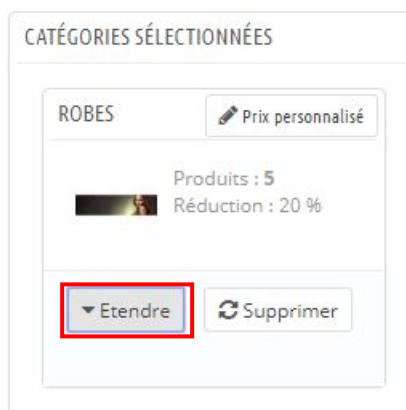 CATÉGORIES SÉLECTIONNÉES
ROBES
Prix personnalisé
Produits : 5
Réduction : 20 %
Etendre
Supprimer